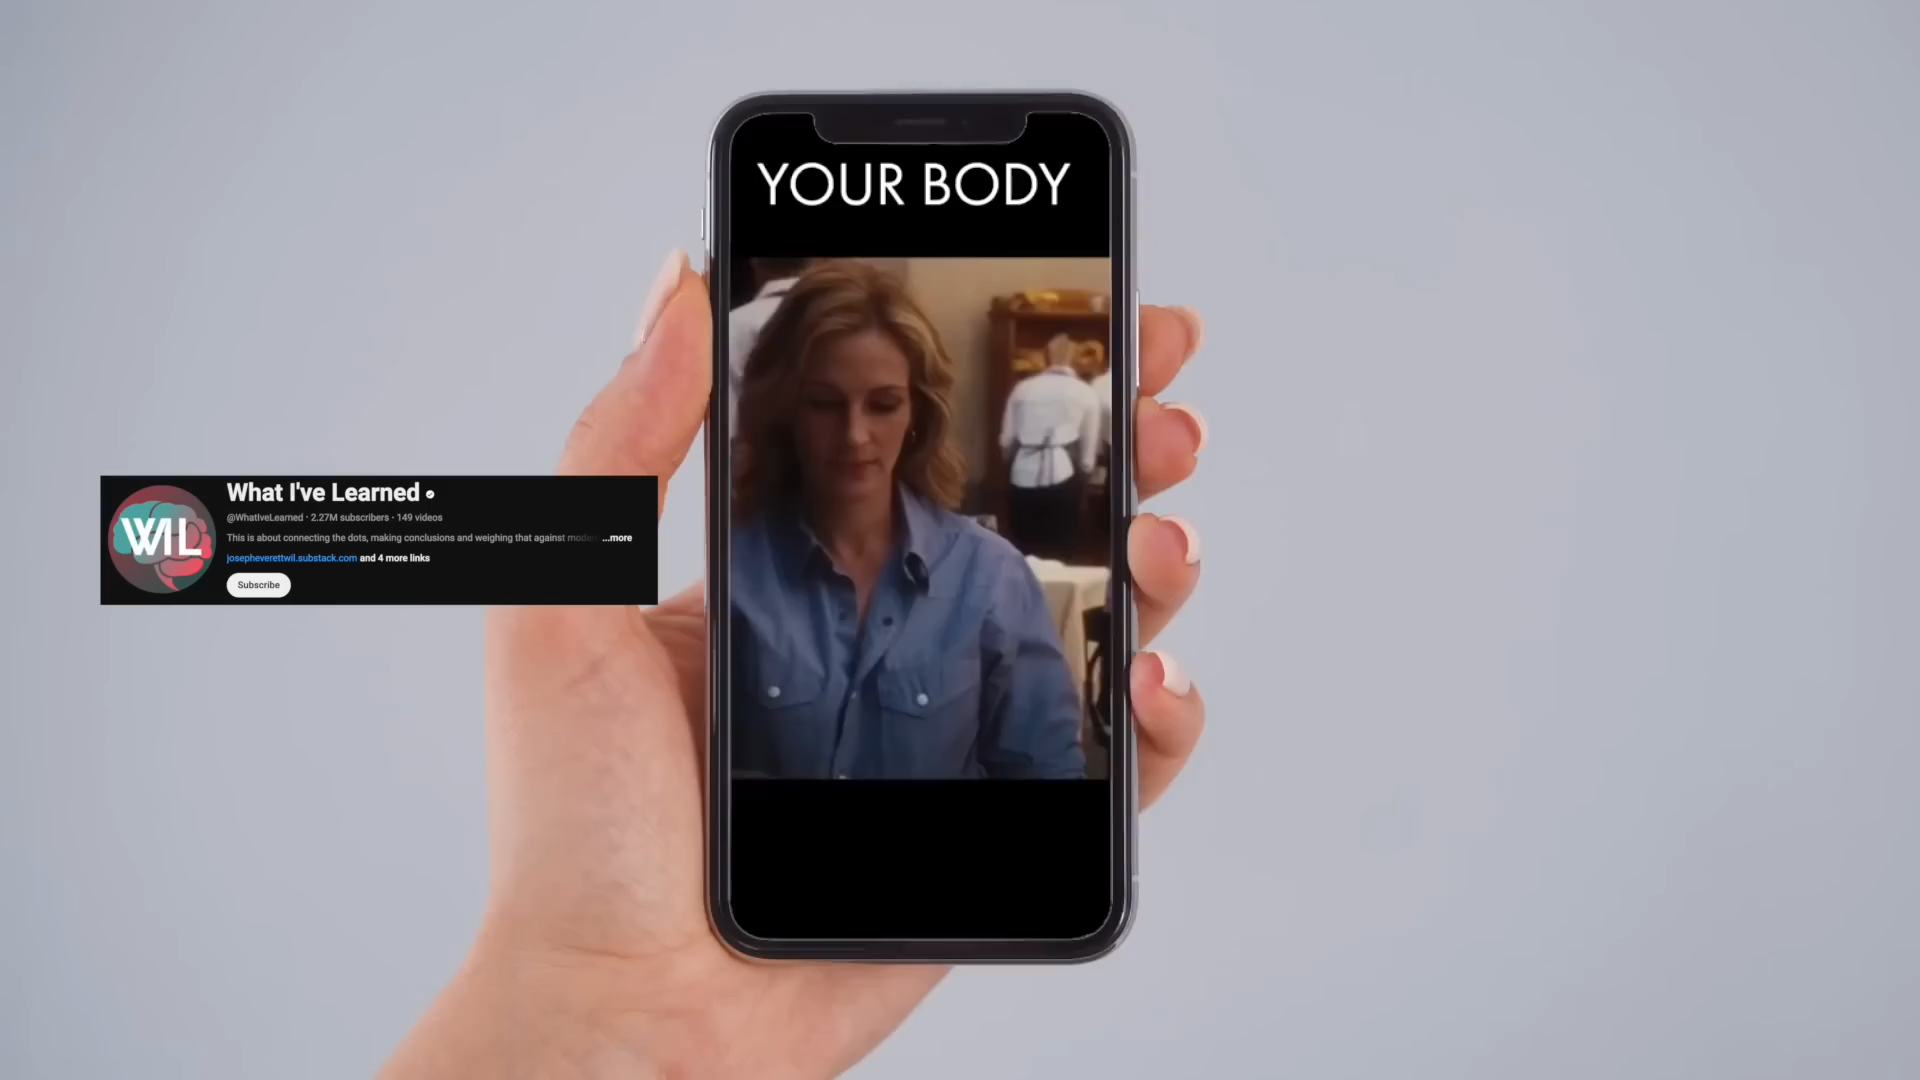 YOUR BODY
WIL
What I've Learned
@WhatIveLearned · 2.27M subscribers · 149 videos
This is about connecting the dots, making conclusions and weighing that against moder ...more
josepheverettwil.substack.com and 4 more links
Subscribe